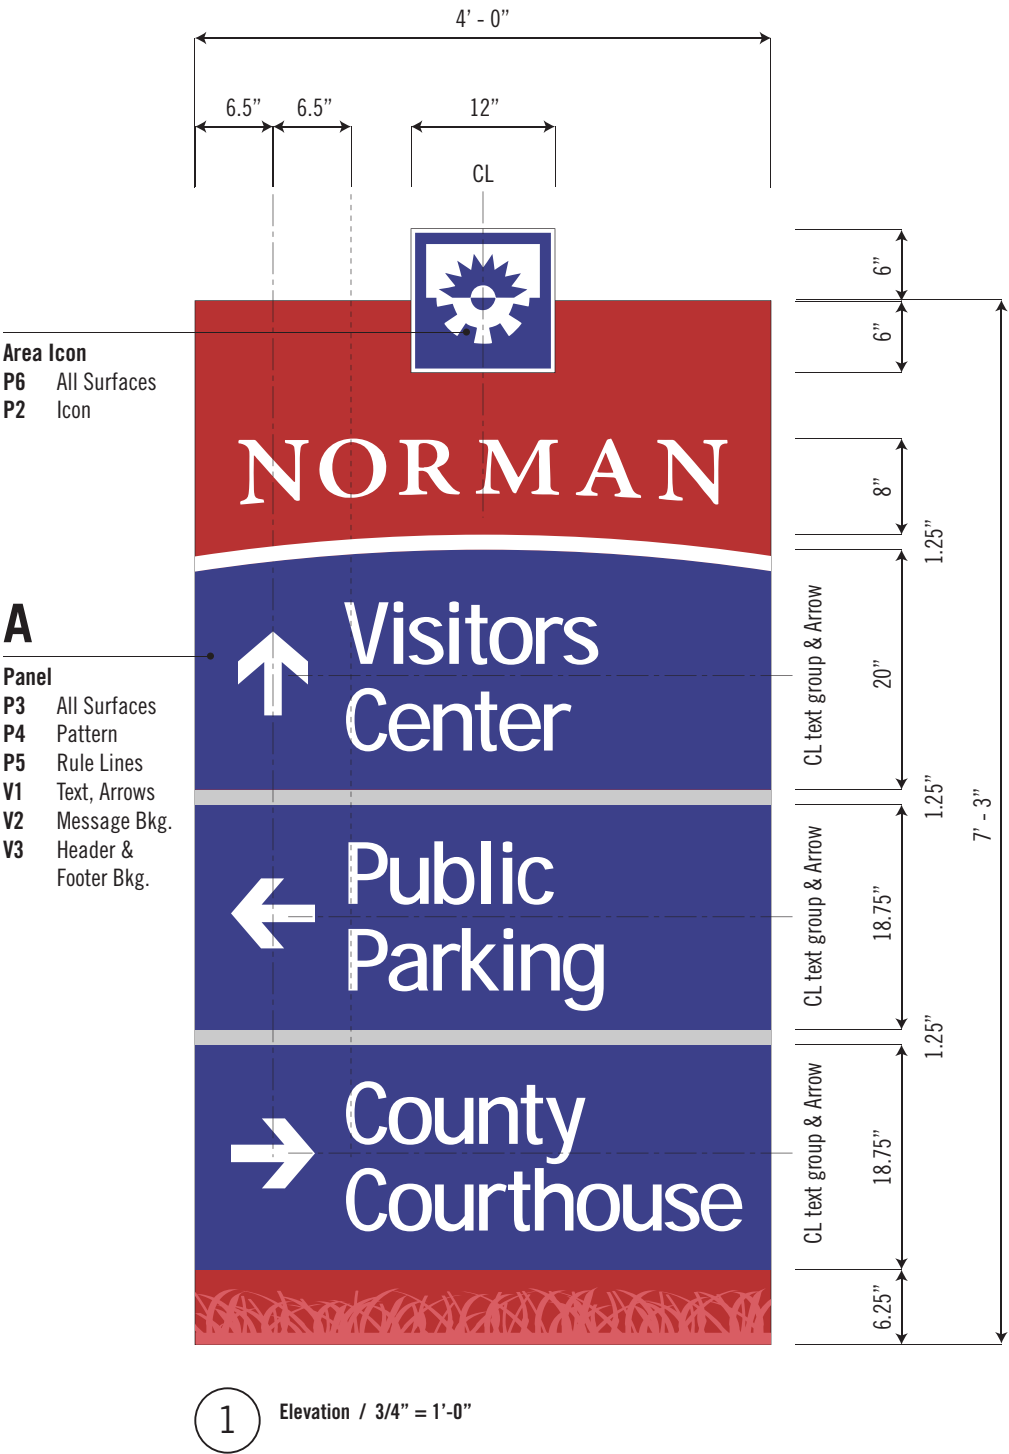 4’ - 0”
6.5”
6.5”
12”
CL
6”
6”
Area Icon
P6 All Surfaces
P2 Icon
NORMAN
8”
1.25”
A
Panel
P3 All Surfaces
P4 Pattern
P5 Rule Lines
V1 Text, Arrows
V2 Message Bkg.
V3 Header &
Footer Bkg.
Visitors
Center
CL text group & Arrow
20”
1.25”
7’ - 3”
Public
Parking
CL text group & Arrow
18.75”
1.25”
County
Courthouse
CL text group & Arrow
18.75”
6.25”
1
Elevation / 3/4” = 1’-0”